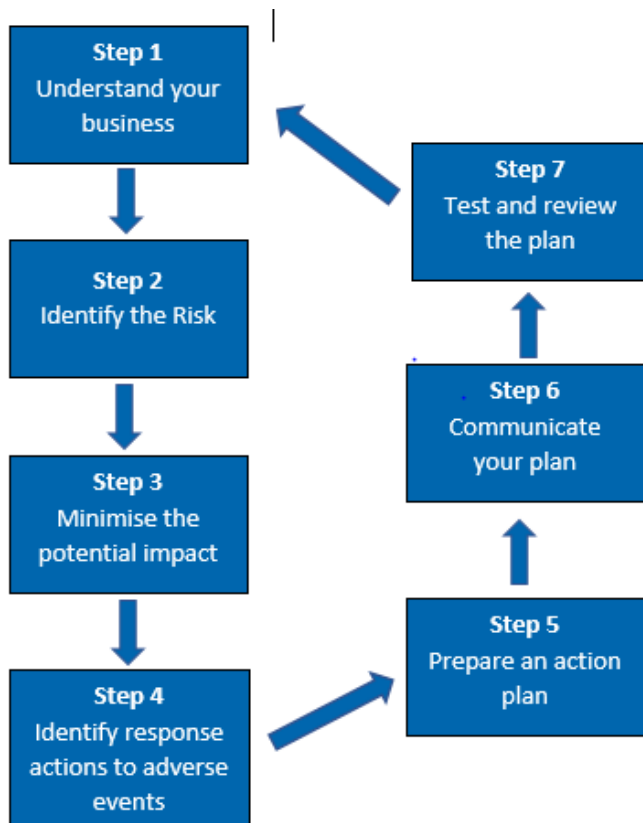 Step 1
Understand your
business
Step 2
Identify the Risk
Step 3
Minimise the
potential impact
Step 4
Identify response
actions to adverse
events
Step 5
Prepare an action
plan
Step 6
Communicate
your plan
Step 7
Test and review
the plan